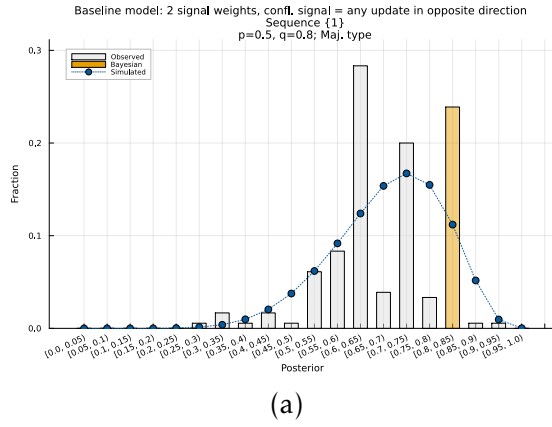 Baseline model: 2 signal weights, confl. signal = any update in opposite direction
Sequence {1}
p=0.5, q=0.8; Maj. type
Observed
Bayesian
Simulated
0.3
0.2
0.1
0.0
Fraction
[0.0, 0.05)
[0.05, 0.1)
[0.1, 0.15)
[0.15, 0.2)
[0.2, 0.25)
[0.25, 0.3)
[0.3, 0.35)
[0.35, 0.4)
[0.4, 0.45)
[0.45, 0.5)
[0.5, 0.55)
[0.55, 0.6)
[0.6, 0.65)
[0.65, 0.7)
[0.7, 0.75)
[0.75, 0.8)
[0.8, 0.85)
[0.85, 0.9)
[0.9, 0.95)
[0.95, 1.0)
Posterior
(a)